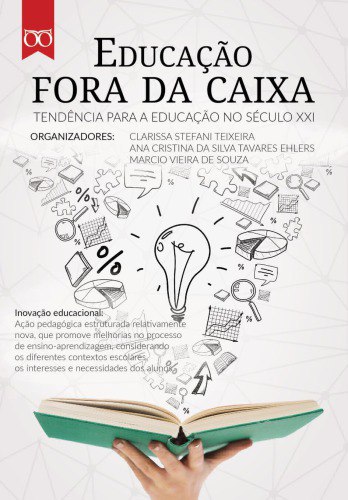 EDUCAÇÃO
FORA DA CAIXA
TENDÊNCIA PARA A EDUCAÇÃO NO SÉCULO XXI
ORGANIZADORES: CLARISSA STEFANI TEIXEIRA
ANA CRISTINA DA SILVA TAVARES EHLERS
MARCIO VIEIRA DE SOUZA
Inovação educacional:
Ação pedagógica estruturada relativamente
nova, que promove melhorias no processo
de ensino-aprendizagem, considerando
os diferentes contextos escolares,
os interesses e necessidades dos alunos.